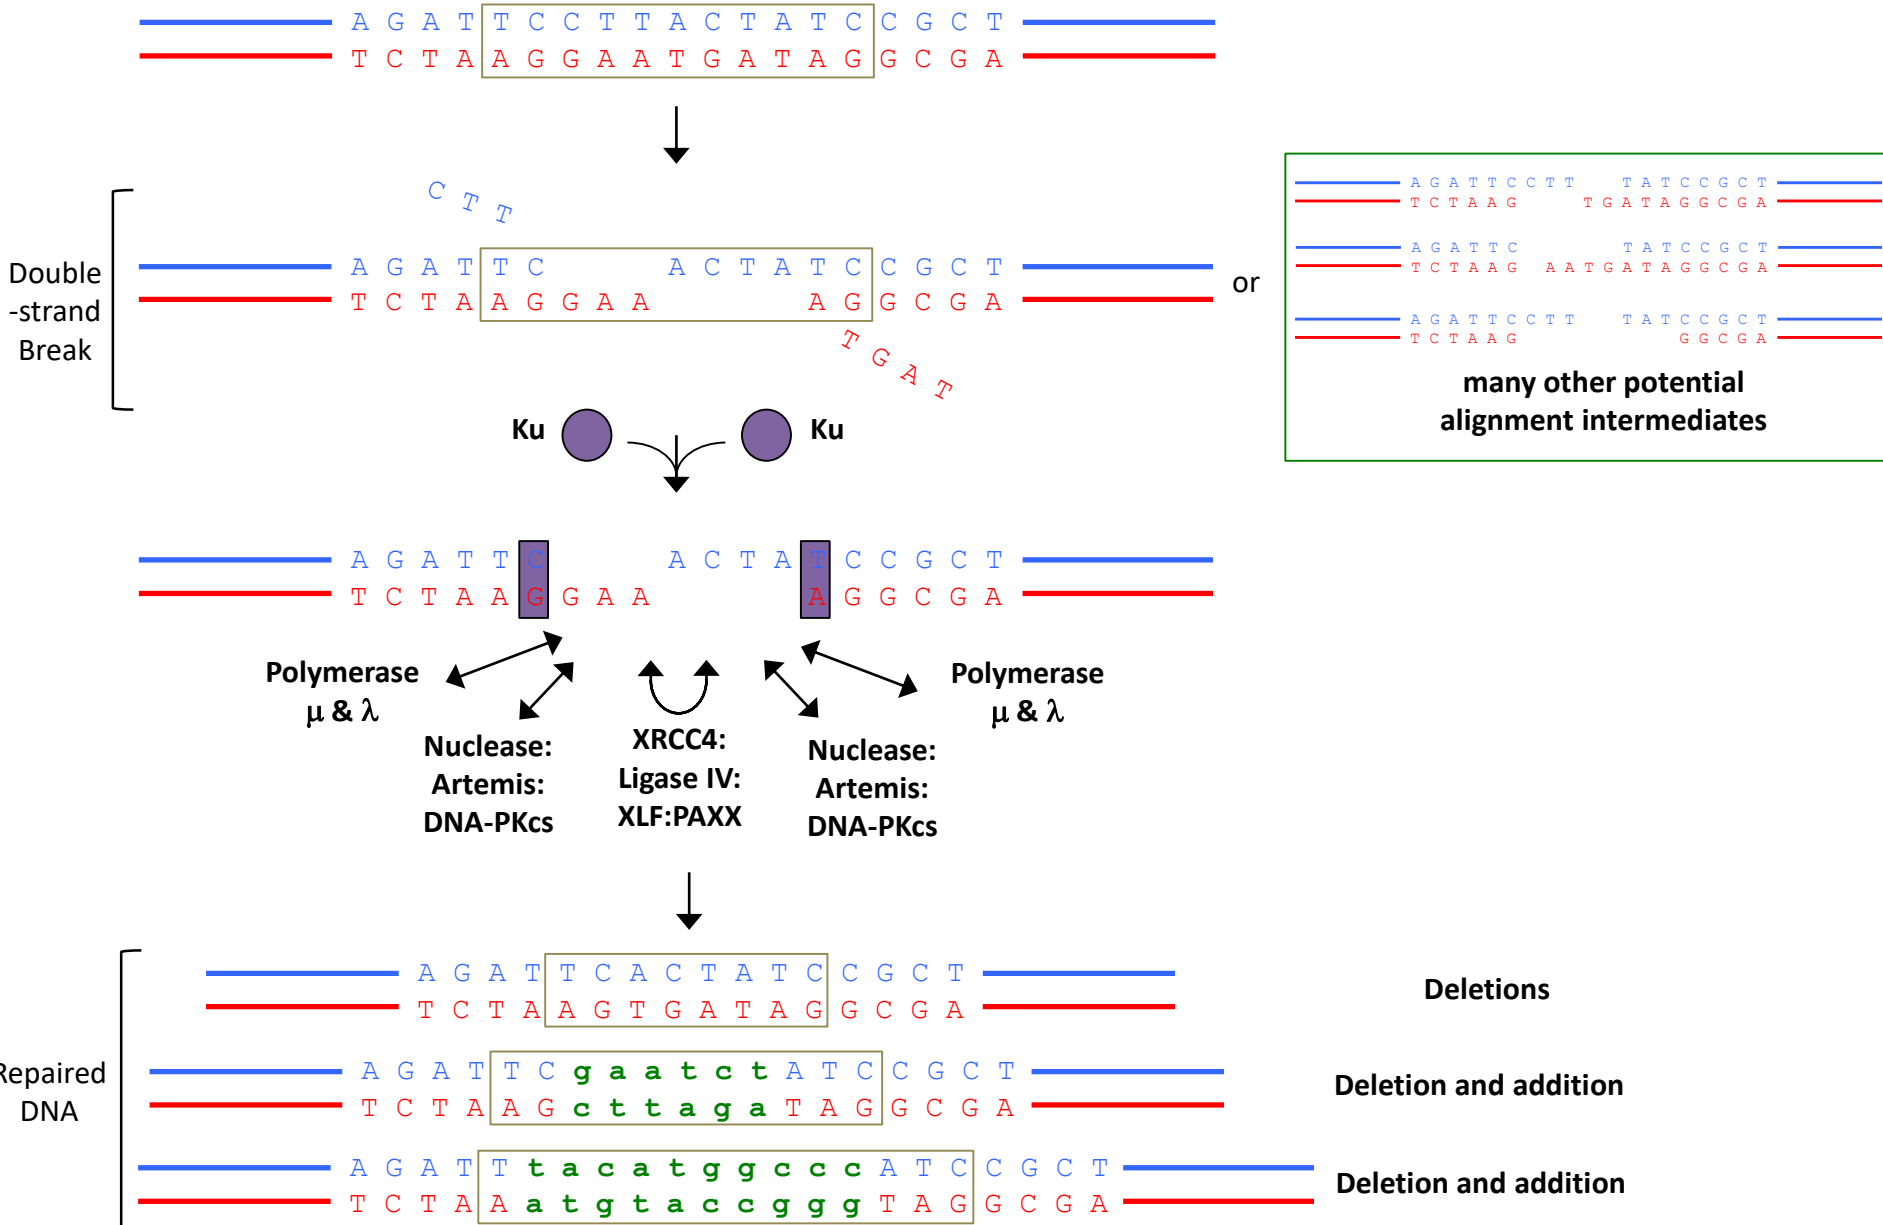 A G A T T C C T T A C T A T C C G C T
T C T A A G G A A T G A T A G G C G A
C T T
Double
-strand
Break
A G A T T C A C T A T C C G C T
T C T A A G G A A A G G C G A
T G A T
or
A G A T T C C T T T A T C C G C T
T C T A A G T G A T A G G C G A
A G A T T C T A T C C G C T
T C T A A G A A T G A T A G G C G A
A G A T T C C T T T A T C C G C T
T C T A A G G G C G A
many other potential
alignment intermediates
Ku Ku
A G A T T C A C T A T C C G C T
T C T A A G G A A A G G C G A
Polymerase
μ & λ
Nuclease:
Artemis:
DNA-PKcs
XRCC4:
Ligase IV:
XLF:PAXX
Nuclease:
Artemis:
DNA-PKcs
Polymerase
μ & λ
Repaired
DNA
A G A T T C A C T A T C C G C T
T C T A A G T G A T A G G C G A
Deletions
A G A T T C g a a t c t A T C C G C T
T C T A A G c t t a g a T A G G C G A
Deletion and addition
A G A T T t a c a t g g c c c A T C C G C T
T C T A A a t g t a c c g g g T A G G C G A
Deletion and addition